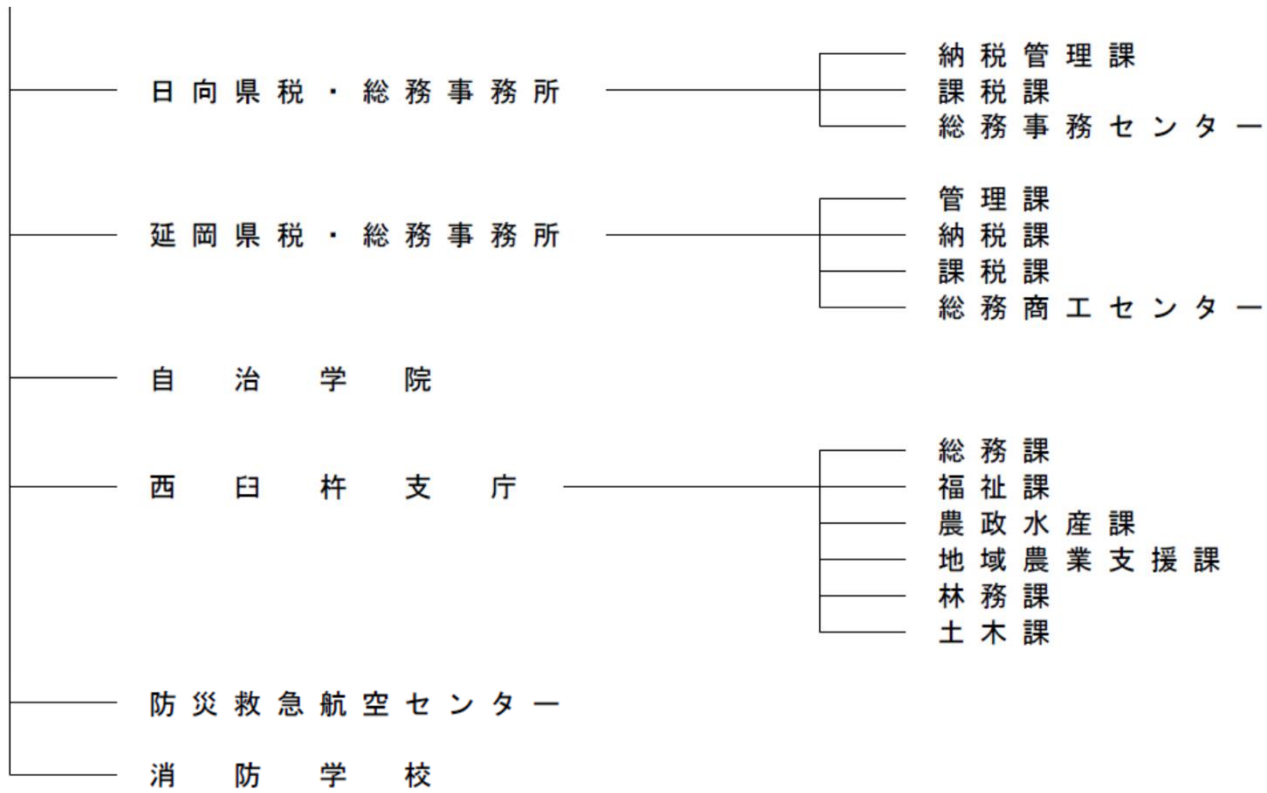 日向県税・総務事務所
納税管理課
課税課
総務事務センター
延岡県税・総務事務所
管理課
納税課
課税課
総務商工センター
自治学院
西臼杵支庁
総務課
福祉課
農政水産課
地域農業支援課
林務課
土木課
防災救急航空センター
消防学校